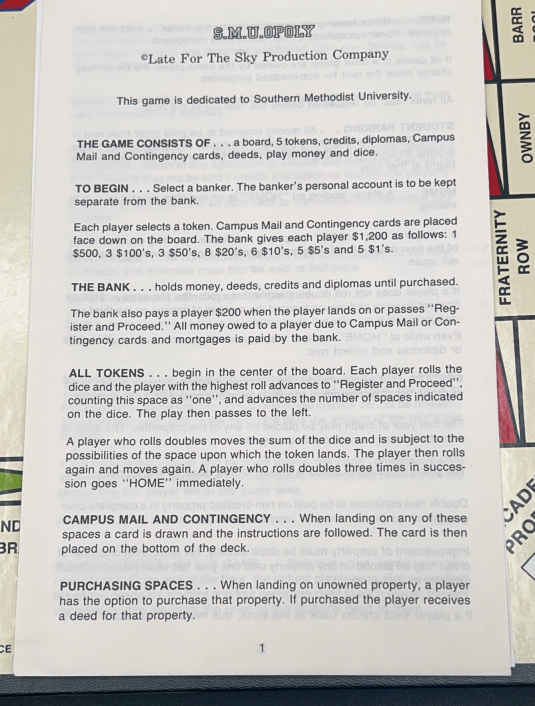 S.M.U.OPOLY
©Late For The Sky Production Company
This game is dedicated to Southern Methodist University.
THE GAME CONSISTS OF . . . a board, 5 tokens, credits, diplomas, Campus
Mail and Contingency cards, deeds, play money and dice.
TO BEGIN . . . Select a banker. The banker's personal account is to be kept
separate from the bank.
Each player selects a token. Campus Mail and Contingency cards are placed
face down on the board. The bank gives each player $1,200 as follows: 1
$500, 3 $100's, 3 $50's, 8 $20's, 6 $10's, 5 $5's and 5 $1's.
THE BANK . . . holds money, deeds, credits and diplomas until purchased.
The bank also pays a player $200 when the player lands on or passes ''Reg-
ister and Proceed.'' All money owed to a player due to Campus Mail or Con-
tingency cards and mortgages is paid by the bank.
ALL TOKENS . . . begin in the center of the board. Each player rolls the
dice and the player with the highest roll advances to ''Register and Proceed'',
counting this space as ''one'', and advances the number of spaces indicated
on the dice. The play then passes to the left.
A player who rolls doubles moves the sum of the dice and is subject to the
possibilities of the space upon which the token lands. The player then rolls
again and moves again. A player who rolls doubles three times in succes-
sion goes ''HOME'' immediately.
CAMPUS MAIL AND CONTINGENCY . . . When landing on any of these
spaces a card is drawn and the instructions are followed. The card is then
placed on the bottom of the deck.
PURCHASING SPACES . . . When landing on unowned property, a player
has the option to purchase that property. If purchased the player receives
a deed for that property.
1
BARR
OWNBY
FRATERNITY
ROW
CADE
PRO
ND
BR
CE